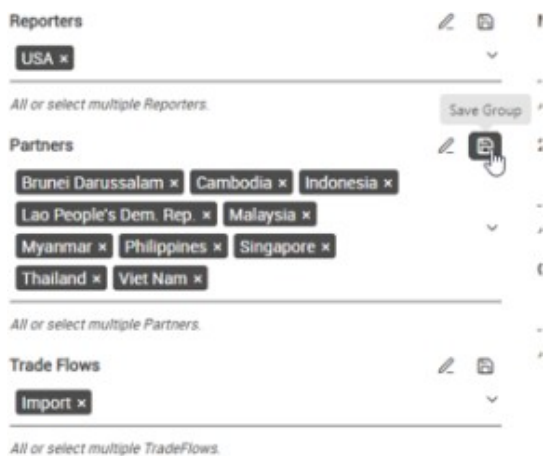 Reporters
USA ×
All or select multiple Reporters.
Save Group
Partners
Brunei Darussalam × Cambodia × Indonesia ×
Lao People's Dem. Rep. × Malaysia ×
Myanmar × Philippines × Singapore ×
Thailand × Viet Nam ×
All or select multiple Partners.
Trade Flows
Import ×
All or select multiple TradeFlows.